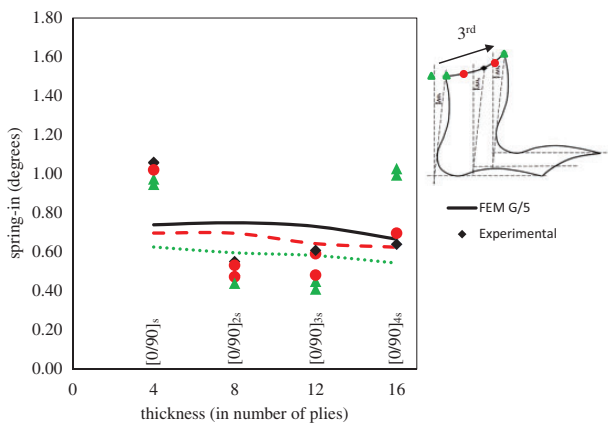 1.80
1.60
1.40
1.20
1.00
0.80
0.60
0.40
0.20
0.00
spring-in (degrees)
[0/90]s
[0/90]2s
[0/90]3s
[0/90]4s
0
4
8
12
16
thickness (in number of plies)
3rd
FEM G/5
Experimental